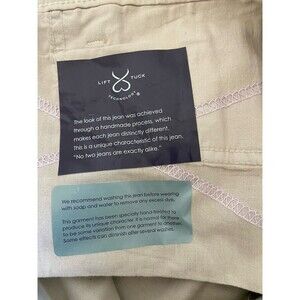 LIFT TUCK
TECHNOLOGY®
The look of this jean was achieved
through a handmade process, which
makes each jean distinctly different.
This is a unique characteristic of this jean.
"No two jeans are exactly alike."
We recommend washing this jean before wearing
with soap and water to remove any excess dye.
This garment has been specially hand-treated to
produce its unique character. It is normal for there
to be some variation from one garment to another.
Some effects can diminish after several washes.